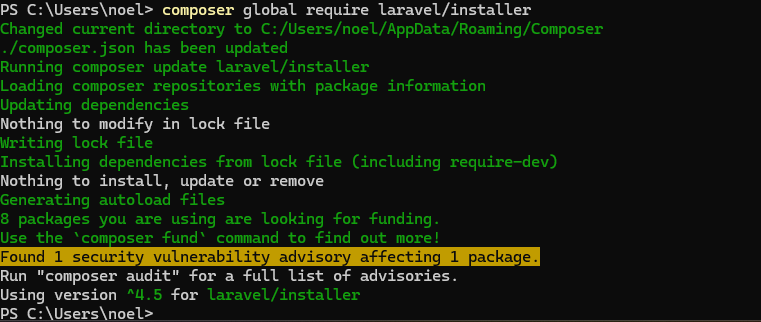 PS C:\Users\noel> composer global require laravel/installer
Changed current directory to C:/Users/noel/AppData/Roaming/Composer
./composer.json has been updated
Running composer update laravel/installer
Loading composer repositories with package information
Updating dependencies
Nothing to modify in lock file
Writing lock file
Installing dependencies from lock file (including require-dev)
Nothing to install, update or remove
Generating autoload files
8 packages you are using are looking for funding.
Use the `composer fund` command to find out more!
Found 1 security vulnerability advisory affecting 1 package.
Run "composer audit" for a full list of advisories.
Using version ^4.5 for laravel/installer
PS C:\Users\noel>